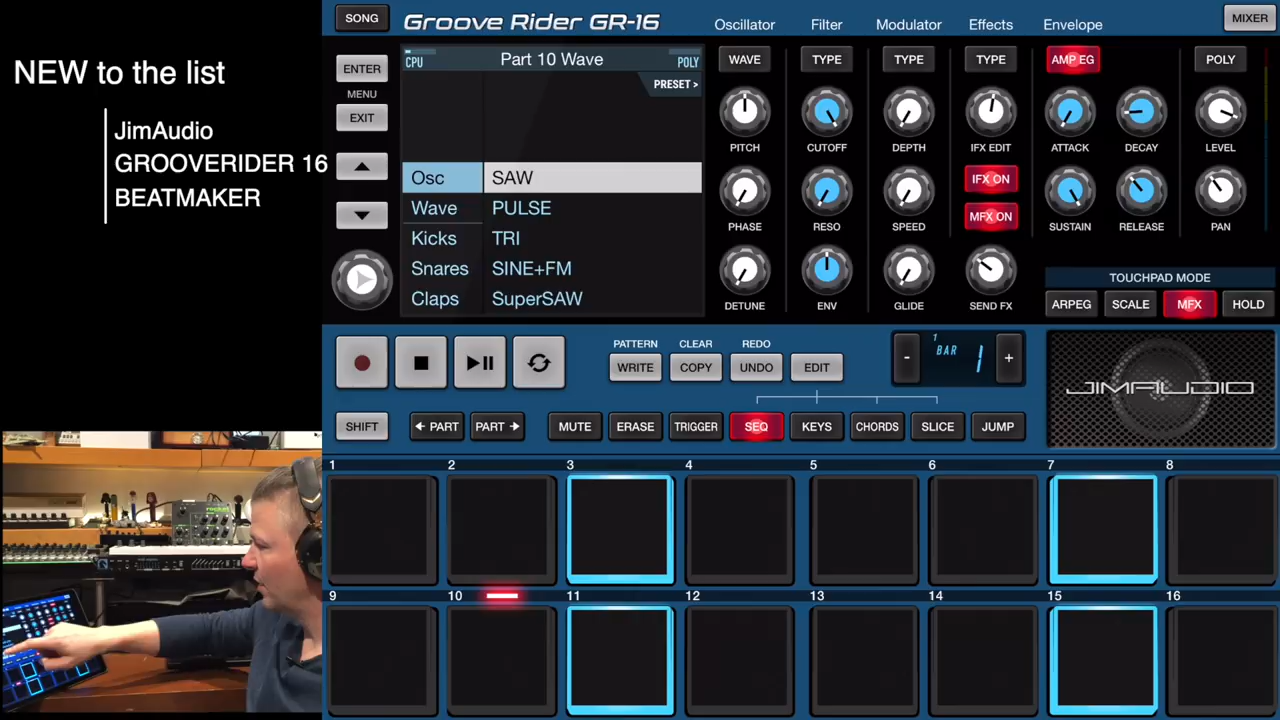 NEW to the list
JimAudio
GROOVERIDER 16
BEATMAKER
SONG
Groove Rider GR-16
Oscillator
Filter
Modulator
Effects
Envelope
MIXER
ENTER
MENU
EXIT
CPU
Part 10 Wave
POLY
PRESET >
Osc
SAW
Wave
PULSE
Kicks
TRI
Snares
SINE+FM
Claps
SuperSAW
WAVE
TYPE
TYPE
TYPE
AMP EG
POLY
PITCH
CUTOFF
DEPTH
IFX EDIT
ATTACK
DECAY
LEVEL
IFX ON
MFX ON
PHASE
RESO
SPEED
SUSTAIN
RELEASE
PAN
DETUNE
ENV
GLIDE
SEND FX
TOUCHPAD MODE
ARPEG
SCALE
MFX
HOLD
PATTERN
CLEAR
REDO
WRITE
COPY
UNDO
EDIT
-
1
BAR
1
+
JIMAUDIO
SHIFT
← PART
PART →
MUTE
ERASE
TRIGGER
SEQ
KEYS
CHORDS
SLICE
JUMP
1 2 3 4 5 6 7 8
9 10 11 12 13 14 15 16